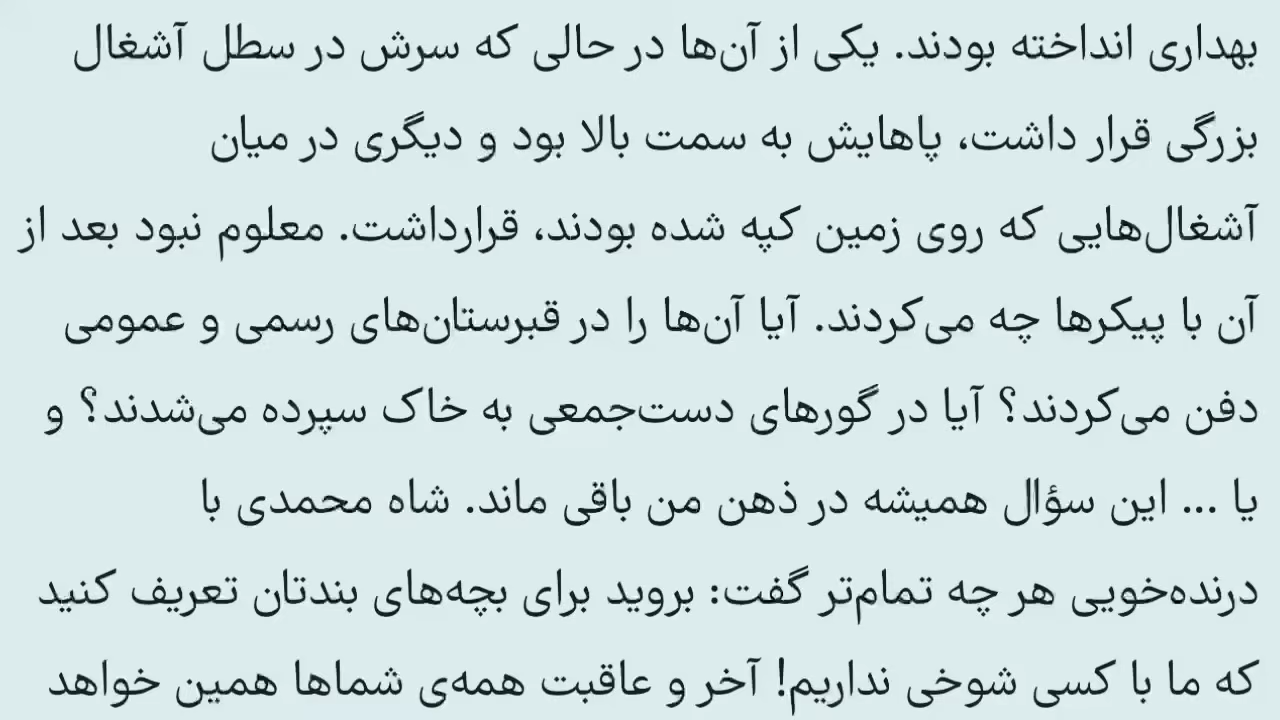 بهداری انداخته بودند. یکی از آن‌ها در حالی که سرش در سطل آشغال
بزرگی قرار داشت، پاهایش به سمت بالا بود و دیگری در میان
آشغال‌هایی که روی زمین کپه شده بودند، قرارداشت. معلوم نبود بعد از
آن با پیکرها چه می‌کردند. آیا آن‌ها را در قبرستان‌های رسمی و عمومی
دفن می‌کردند؟ آیا در گورهای دست‌جمعی به خاک سپرده می‌شدند؟ و
یا ... این سؤال همیشه در ذهن من باقی ماند. شاه محمدی با
درنده‌خویی هر چه تمام‌تر گفت: بروید برای بچه‌های بندتان تعریف کنید
که ما با کسی شوخی نداریم! آخر و عاقبت همه‌ی شماها همین خواهد